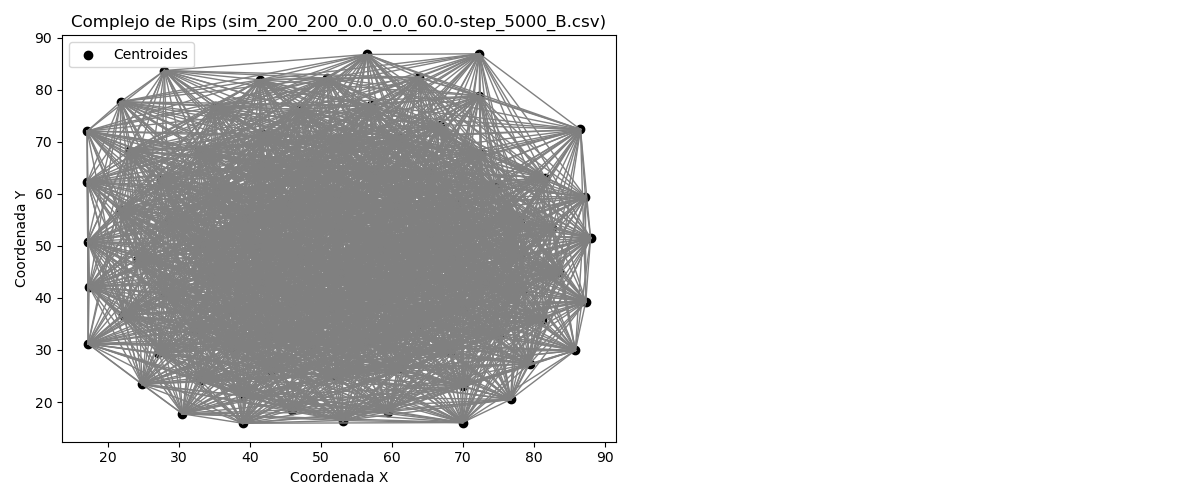 Complejo de Rips (sim_200_200_0.0_0.0_60.0-step_5000_B.csv)
Centroides
90
80
70
60
50
40
30
20
Coordenada Y
20 30 40 50 60 70 80 90
Coordenada X